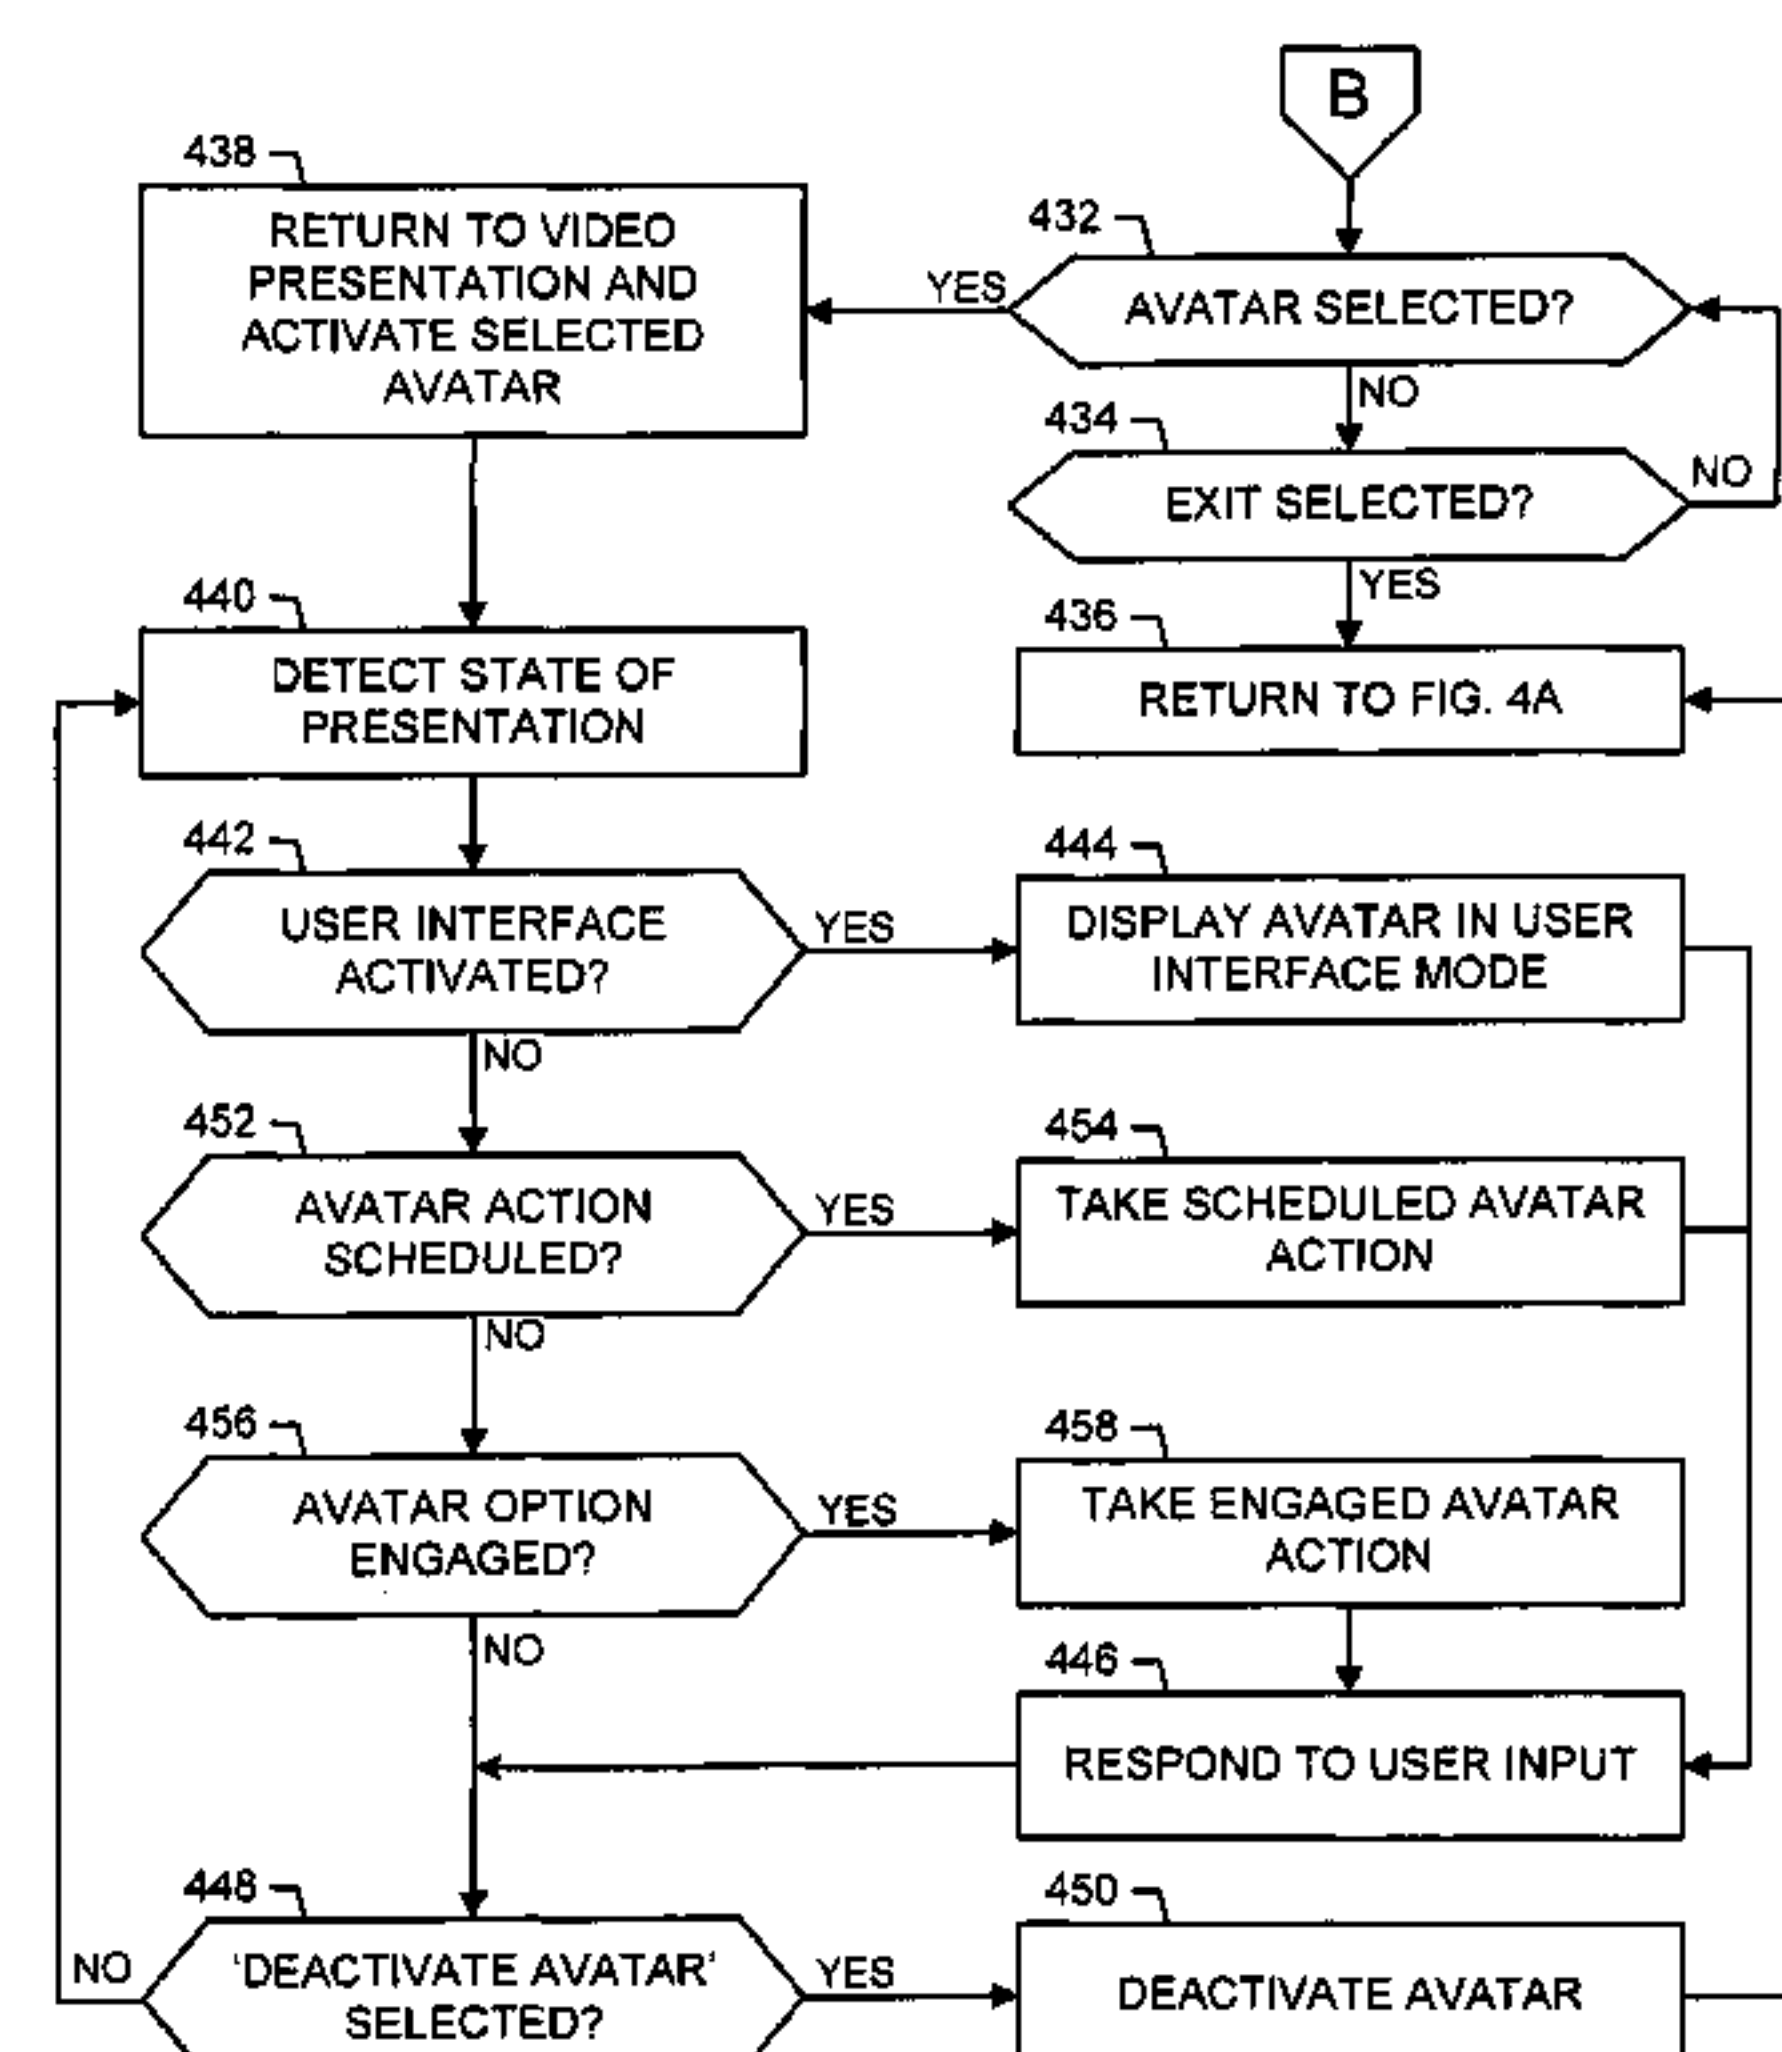 B
438
RETURN TO VIDEO
PRESENTATION AND
ACTIVATE SELECTED
AVATAR
432
YES
AVATAR SELECTED?
NO
434
EXIT SELECTED?
NO
YES
436
RETURN TO FIG. 4A
440
DETECT STATE OF
PRESENTATION
442
USER INTERFACE
ACTIVATED?
YES
NO
444
DISPLAY AVATAR IN USER
INTERFACE MODE
452
AVATAR ACTION
SCHEDULED?
YES
NO
454
TAKE SCHEDULED AVATAR
ACTION
456
AVATAR OPTION
ENGAGED?
YES
NO
458
TAKE ENGAGED AVATAR
ACTION
446
RESPOND TO USER INPUT
448
NO
'DEACTIVATE AVATAR'
SELECTED?
YES
450
DEACTIVATE AVATAR